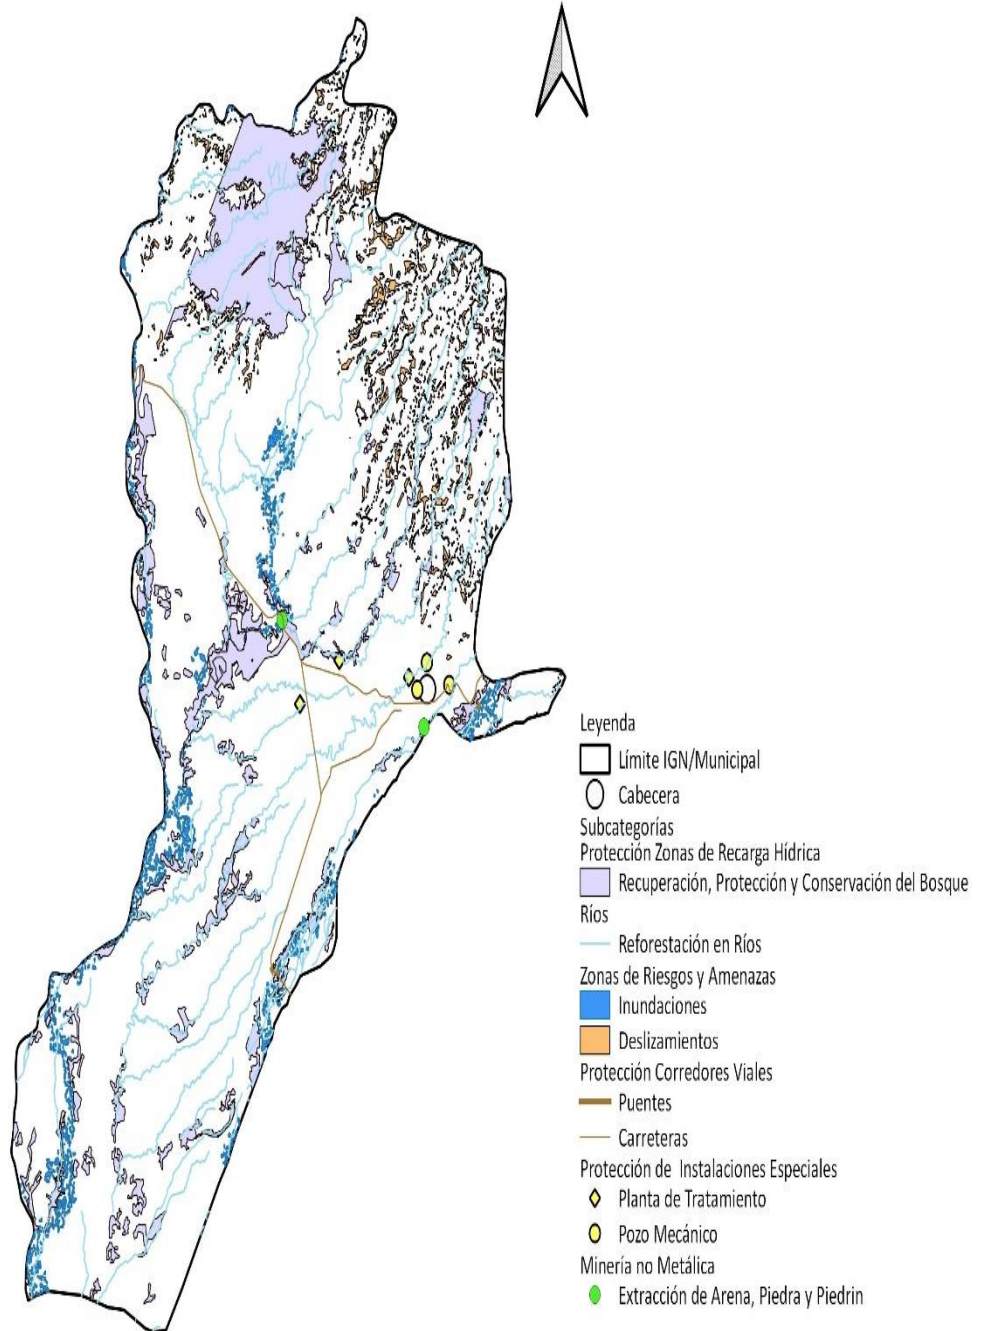 Leyenda
Límite IGN/Municipal
Cabecera
Subcategorías
Protección Zonas de Recarga Hídrica
Recuperación, Protección y Conservación del Bosque
Ríos
Reforestación en Ríos
Zonas de Riesgos y Amenazas
Inundaciones
Deslizamientos
Protección Corredores Viales
Puentes
Carreteras
Protección de Instalaciones Especiales
Planta de Tratamiento
Pozo Mecánico
Minería no Metálica
Extracción de Arena, Piedra y Piedrin